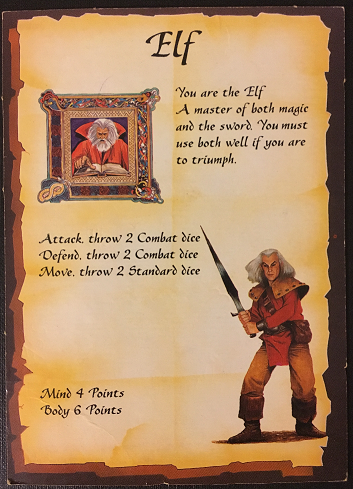 Elf
You are the Elf
A master of both magic
and the sword. You must
use both well if you are
to triumph.
Attack, throw 2 Combat dice
Defend, throw 2 Combat dice
Move, throw 2 Standard dice
Mind 4 Points
Body 6 Points